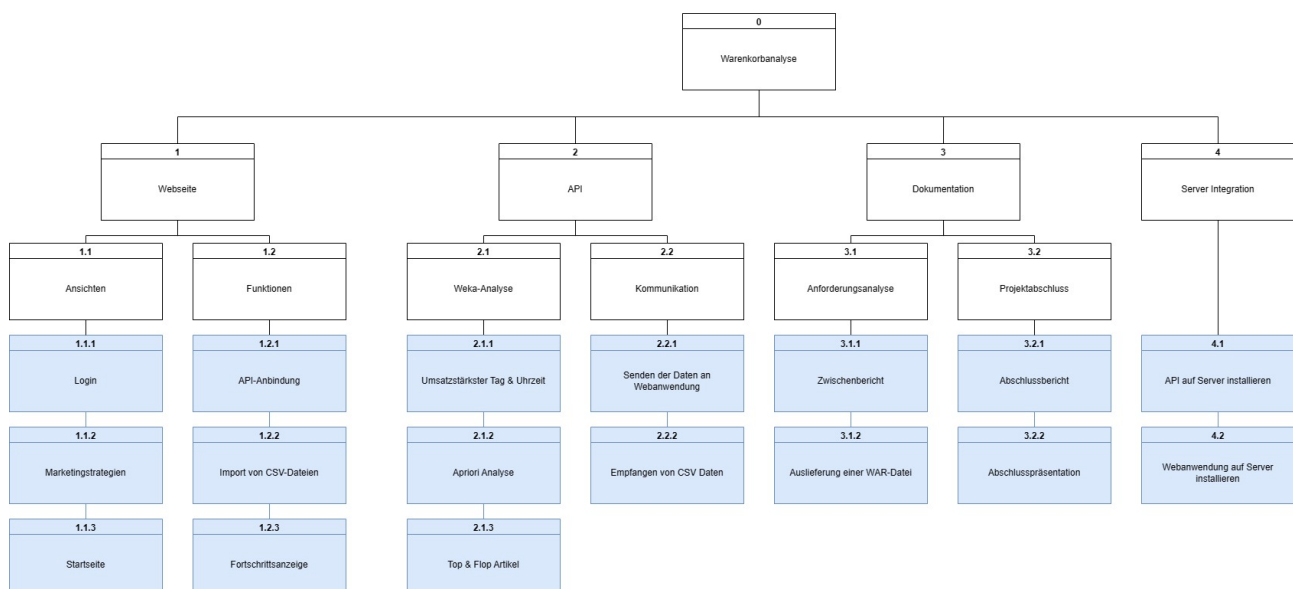 0
Warenkorbanalyse
1
Webseite
2
API
3
Dokumentation
4
Server Integration
1.1
Ansichten
1.2
Funktionen
2.1
Weka-Analyse
2.2
Kommunikation
3.1
Anforderungsanalyse
3.2
Projektabschluss
1.1.1
Login
1.2.1
API-Anbindung
2.1.1
Umsatzstärkster Tag & Uhrzeit
2.2.1
Senden der Daten an
Webanwendung
3.1.1
Zwischenbericht
3.2.1
Abschlussbericht
4.1
API auf Server installieren
1.1.2
Marketingstrategien
1.2.2
Import von CSV-Dateien
2.1.2
Apriori Analyse
2.2.2
Empfangen von CSV Daten
3.1.2
Auslieferung einer WAR-Datei
3.2.2
Abschlusspräsentation
4.2
Webanwendung auf Server
installieren
1.1.3
Startseite
1.2.3
Fortschrittsanzeige
2.1.3
Top & Flop Artikel